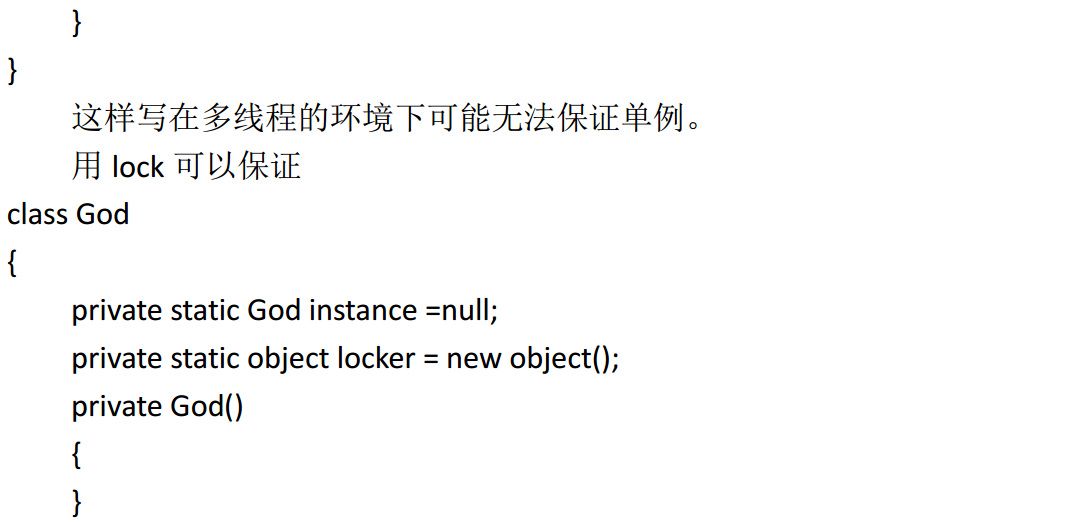 }
}
这样写在多线程的环境下可能无法保证单例。
用 lock 可以保证
class God
{
private static God instance =null;
private static object locker = new object();
private God()
{
}